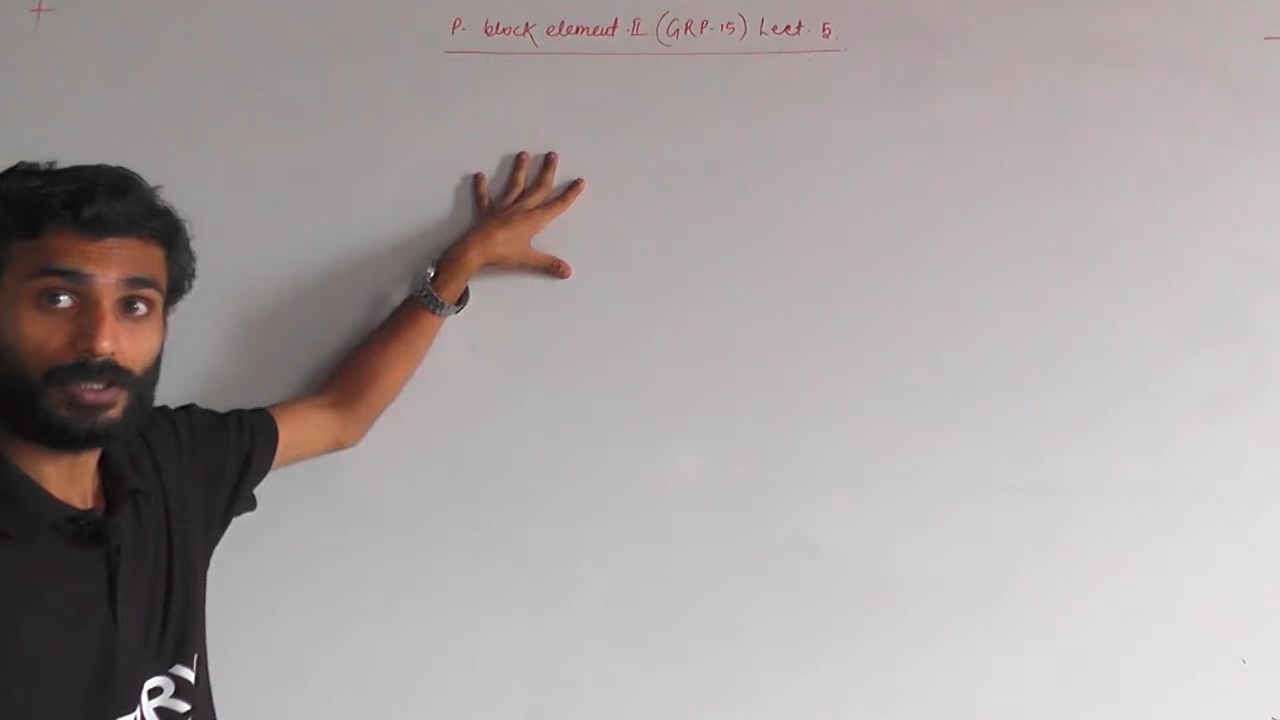 P. block element II (GRP. 15) Lect. 5.